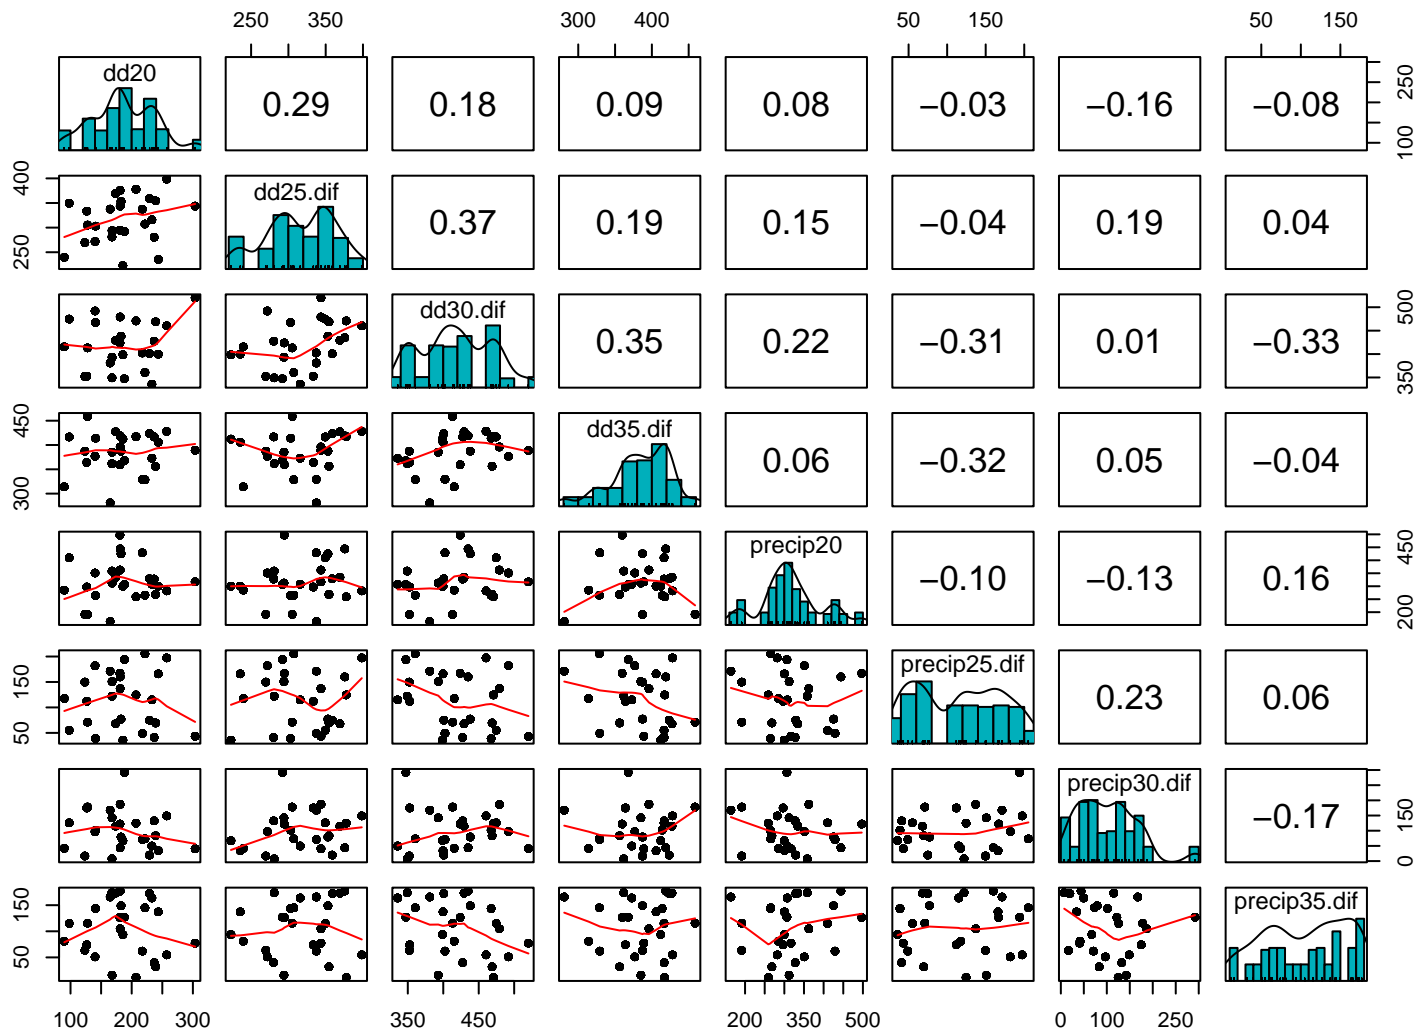 250 350 300 400 50 150 50 150
dd20 0.29 0.18 0.09 0.08 −0.03 −0.16 −0.08 100 250
250 400 dd25.dif 0.37 0.19 0.15 −0.04 0.19 0.04
dd30.dif 0.35 0.22 −0.31 0.01 −0.33 350 500
300 450 dd35.dif 0.06 −0.32 0.05 −0.04
precip20 −0.10 −0.13 0.16 200 450
50 150 precip25.dif 0.23 0.06
precip30.dif −0.17 0 150
50 150 precip35.dif
100 200 300 350 450 200 350 500 0 100 250